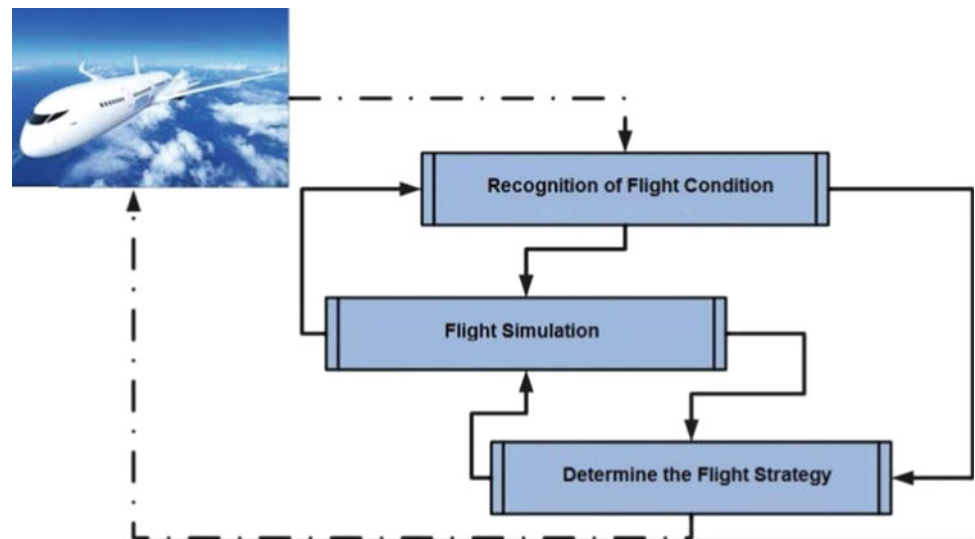 Recognition of Flight Condition
Flight Simulation
Determine the Flight Strategy